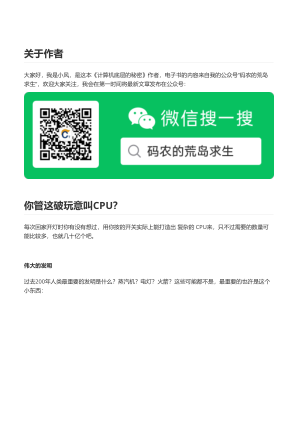 关于作者
大家好，我是小风，是这本《计算机底层的秘密》作者，电子书的内容来自我的公众号“码农的荒岛
求生”，欢迎大家关注，我会在第一时间将最新文章发布在公众号：
微信搜一搜
码农的荒岛求生
你管这破玩意叫CPU？
每次回家开灯时你有没有想过，用你按的开关实际上能打造出 复杂的 CPU来，只不过需要的数量可
能比较多，也就几十亿个吧。
伟大的发明
过去200年人类最重要的发明是什么？蒸汽机？电灯？火箭？这些可能都不是，最重要的也许是这个
小东西：